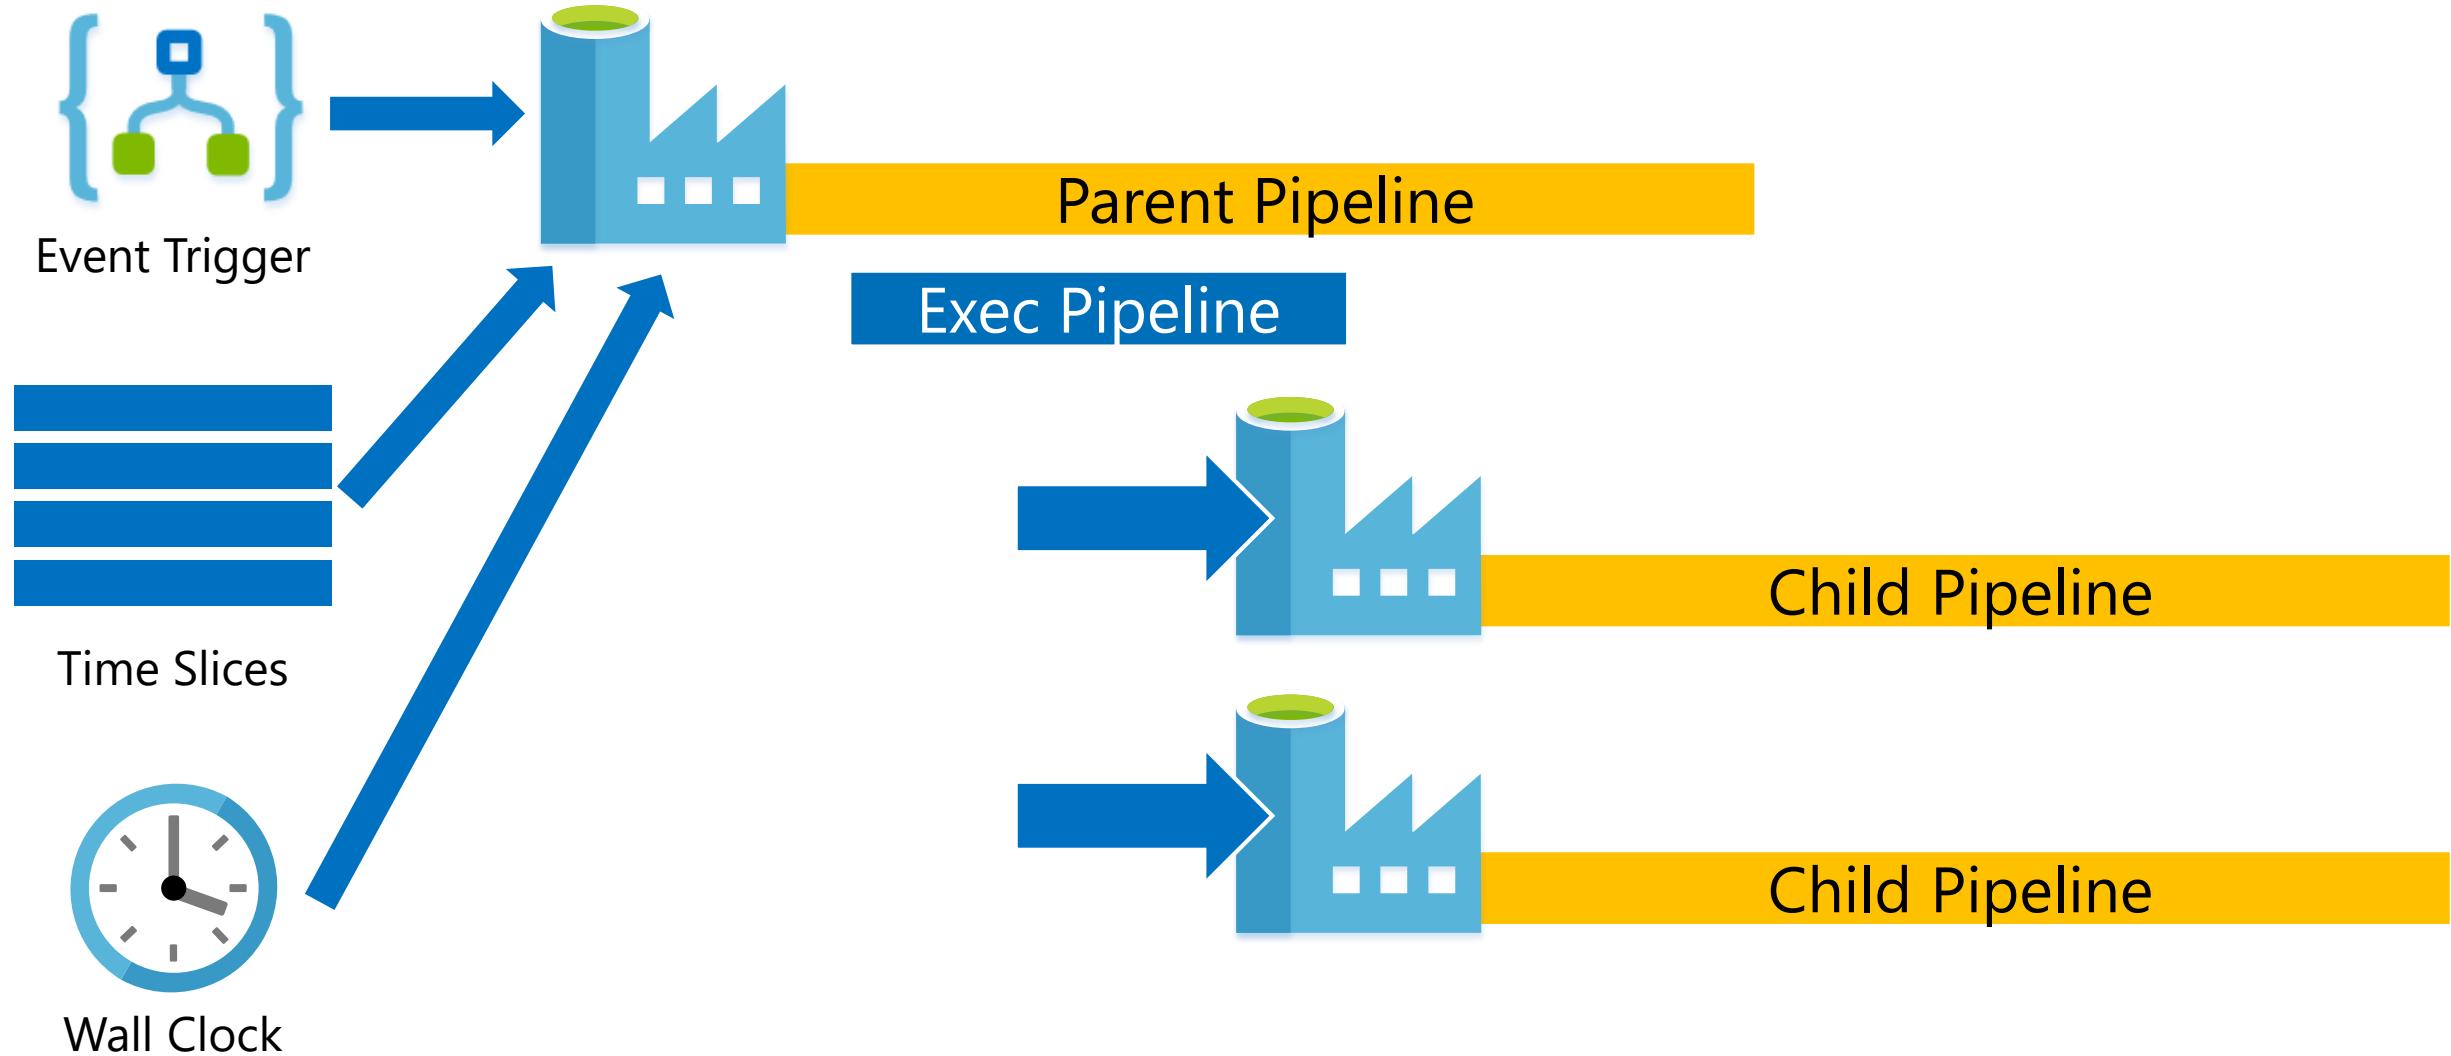 Event Trigger
Parent Pipeline
Exec Pipeline
Time Slices
Child Pipeline
Child Pipeline
Wall Clock